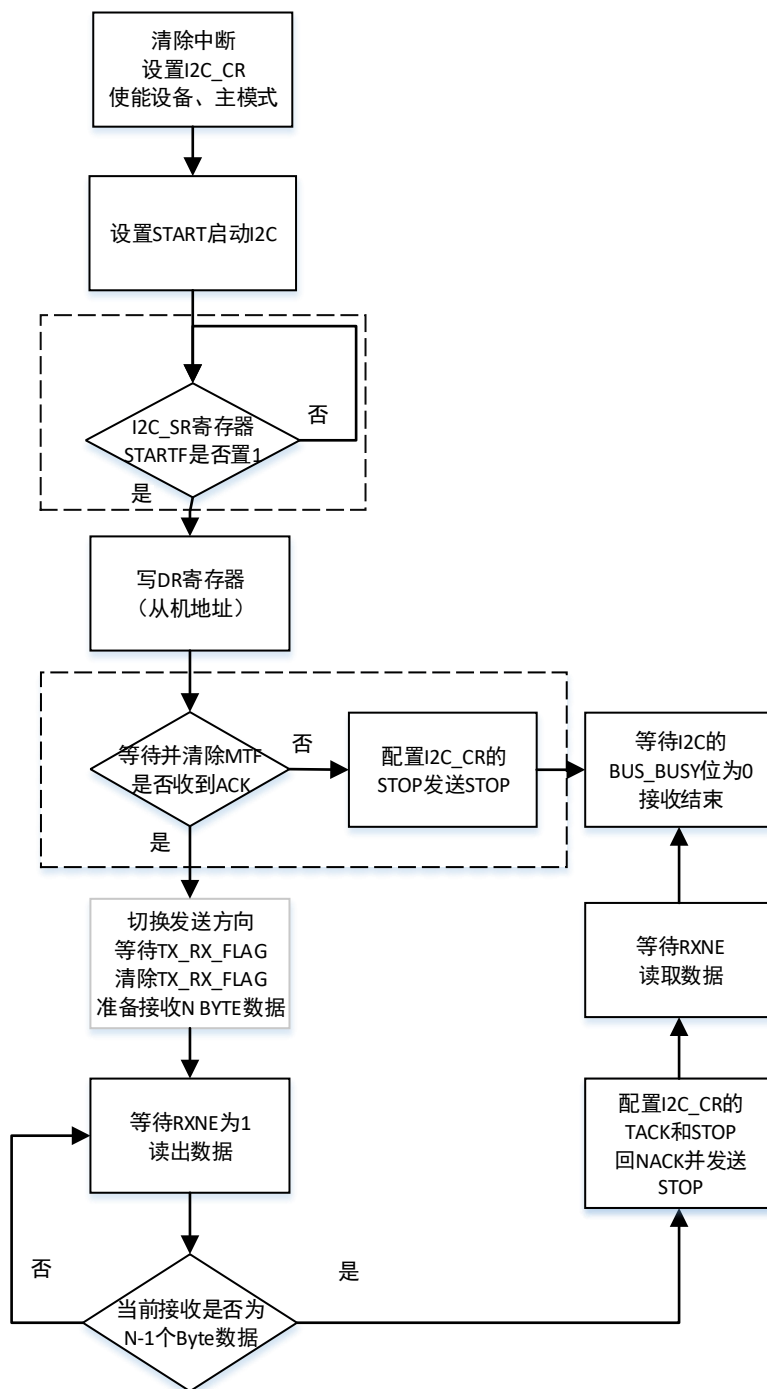 清除中断
设置I2C_CR
使能设备、主模式
设置START启动I2C
I2C_SR寄存器
STARTF是否置1
否
是
写DR寄存器
（从机地址）
等待并清除MTF
是否收到ACK
否
是
配置I2C_CR的
STOP发送STOP
等待I2C的
BUS_BUSY位为0
接收结束
切换发送方向
等待TX_RX_FLAG
清除TX_RX_FLAG
准备接收N BYTE数据
等待RXNE
读取数据
等待RXNE为1
读出数据
配置I2C_CR的
TACK和STOP
回NACK并发送
STOP
否
是
当前接收是否为
N-1个Byte数据